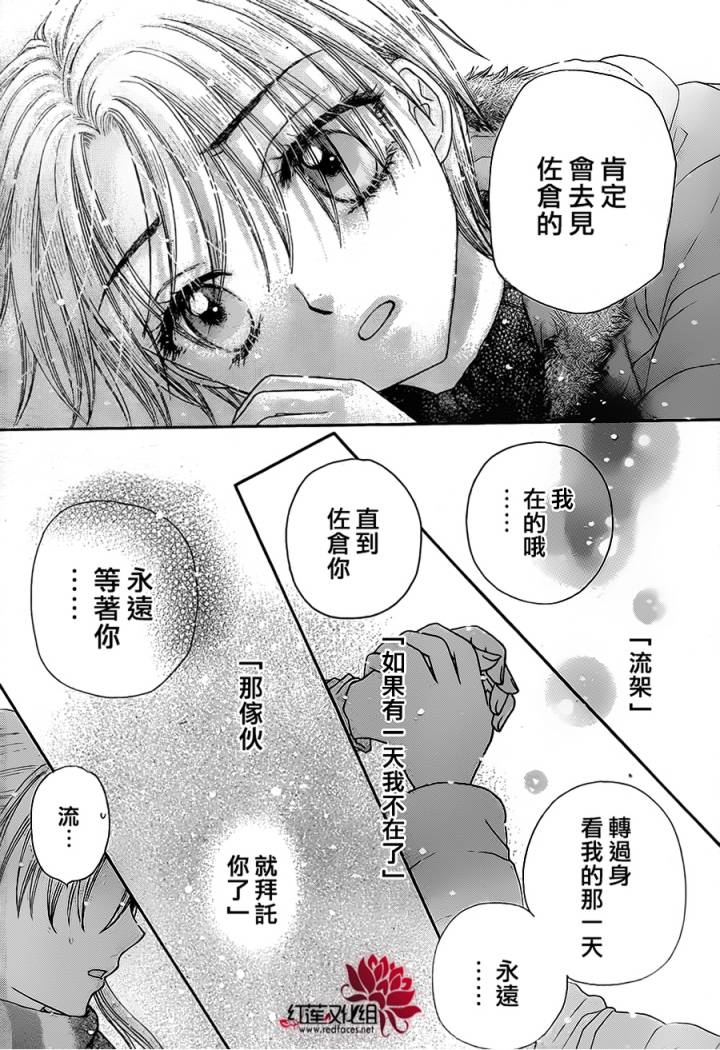 肯定
會去見
佐倉的
我
在的哦
……
「流架」
直到
佐倉你
「如果有一天我不在了」
轉過身
看我的那一天
永遠
……
永遠
等著你
……
「那傢伙
就拜託
你了」
流…
红莲汉化组
www.redfaces.net